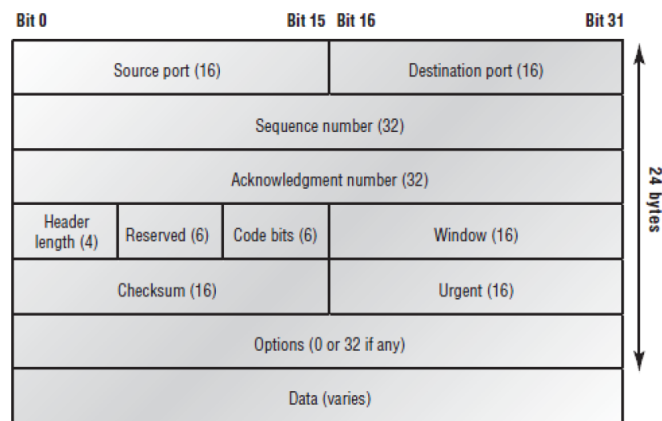 Bit 0 Bit 15 Bit 16 Bit 31
Source port (16) Destination port (16)
Sequence number (32)
Acknowledgment number (32)
Header
length (4) Reserved (6) Code bits (6) Window (16)
Checksum (16) Urgent (16)
Options (0 or 32 if any)
Data (varies)
24 bytes